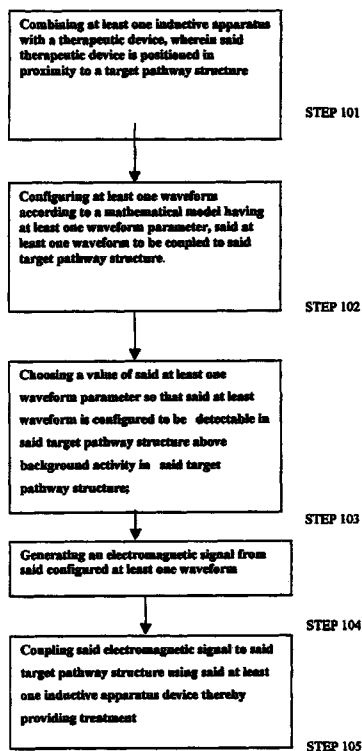 Combining at least one inductive apparatus
with a therapeutic device, wherein said
therapeutic device is positioned in
proximity to a target pathway structure
STEP 101
Configuring at least one waveform
according to a mathematical model having
at least one waveform parameter, said at
least one waveform to be coupled to said
target pathway structure.
STEP 102
Choosing a value of said at least one
waveform parameter so that said at least
waveform is configured to be detectable in
said target pathway structure above
background activity in said target
pathway structure;
STEP 103
Generating an electromagnetic signal from
said configured at least one waveform
STEP 104
Coupling said electromagnetic signal to said
target pathway structure using said at least
one inductive apparatus device thereby
providing treatment
STEP 105